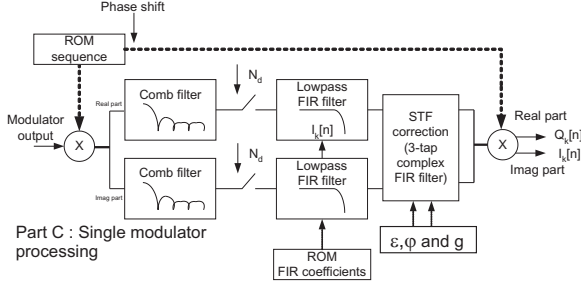 Phase shift
ROM
sequence
Modulator
output
X
Real part
Imag part
Comb filter
Comb filter
N_d
N_d
Lowpass
FIR filter
I_k[n]
Lowpass
FIR filter
ROM
FIR coefficients
STF
correction
(3-tap
complex
FIR filter)
ε,φ and g
X
Real part
Q_k[n]
I_k[n]
Imag part
Part C : Single modulator
processing